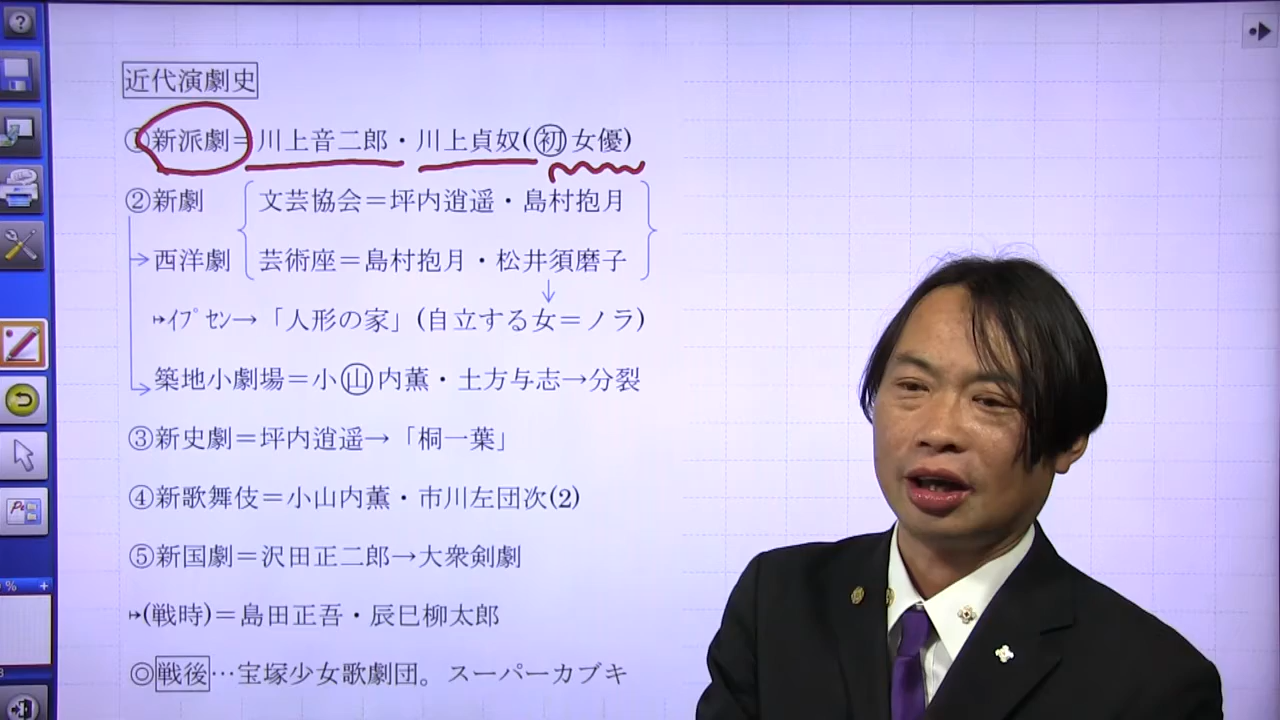 近代演劇史
①新派劇＝川上音二郎・川上貞奴(初女優)
②新劇 文芸協会＝坪内逍遥・島村抱月
→西洋劇 芸術座＝島村抱月・松井須磨子
↓
↦ｲﾌﾟｾﾝ→「人形の家」(自立する女＝ノラ)
築地小劇場＝小山内薫・土方与志→分裂
③新史劇＝坪内逍遥→「桐一葉」
④新歌舞伎＝小山内薫・市川左団次(2)
⑤新国劇＝沢田正二郎→大衆剣劇
↦(戦時)＝島田正吾・辰巳柳太郎
◎戦後…宝塚少女歌劇団。スーパーカブキ